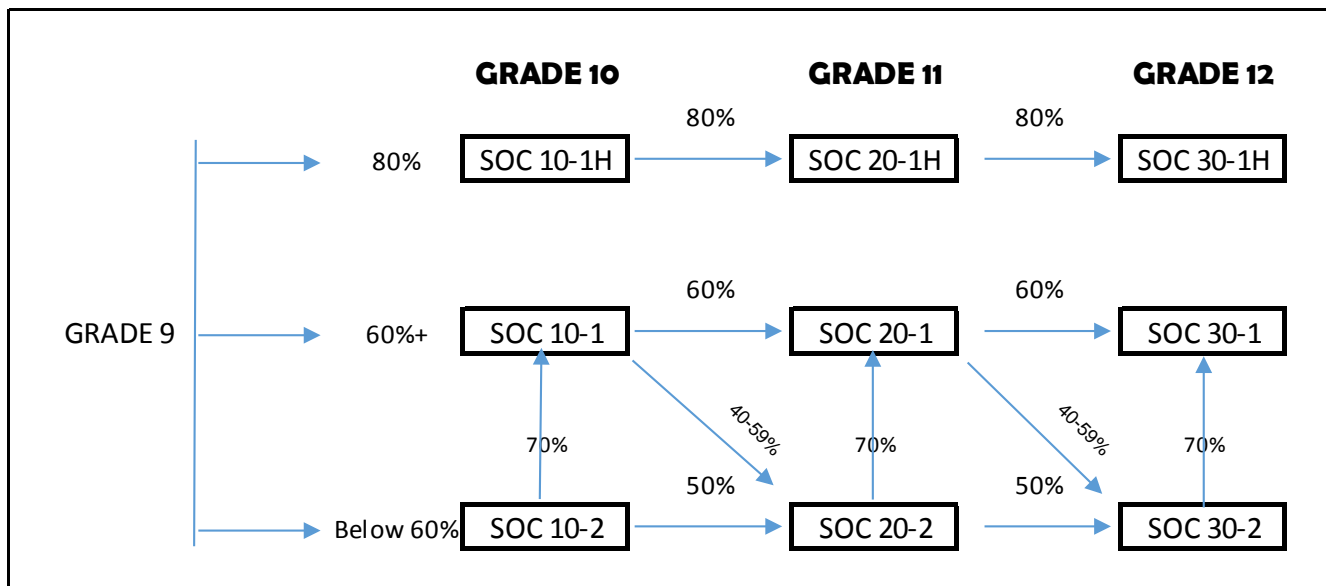 GRADE 10 GRADE 11 GRADE 12
80% 80%
80% SOC 10-1H SOC 20-1H SOC 30-1H
60% 60%
GRADE 9 60%+ SOC 10-1 SOC 20-1 SOC 30-1
40-59% 40-59%
70% 70% 70%
50% 50%
Below 60% SOC 10-2 SOC 20-2 SOC 30-2